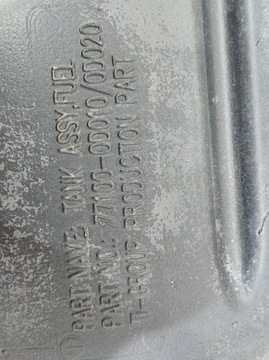 PART NAME: TANK ASSY,FUEL
PART NO.: 77100-0D010/0D020
T-GROUP PRODUCTION PART